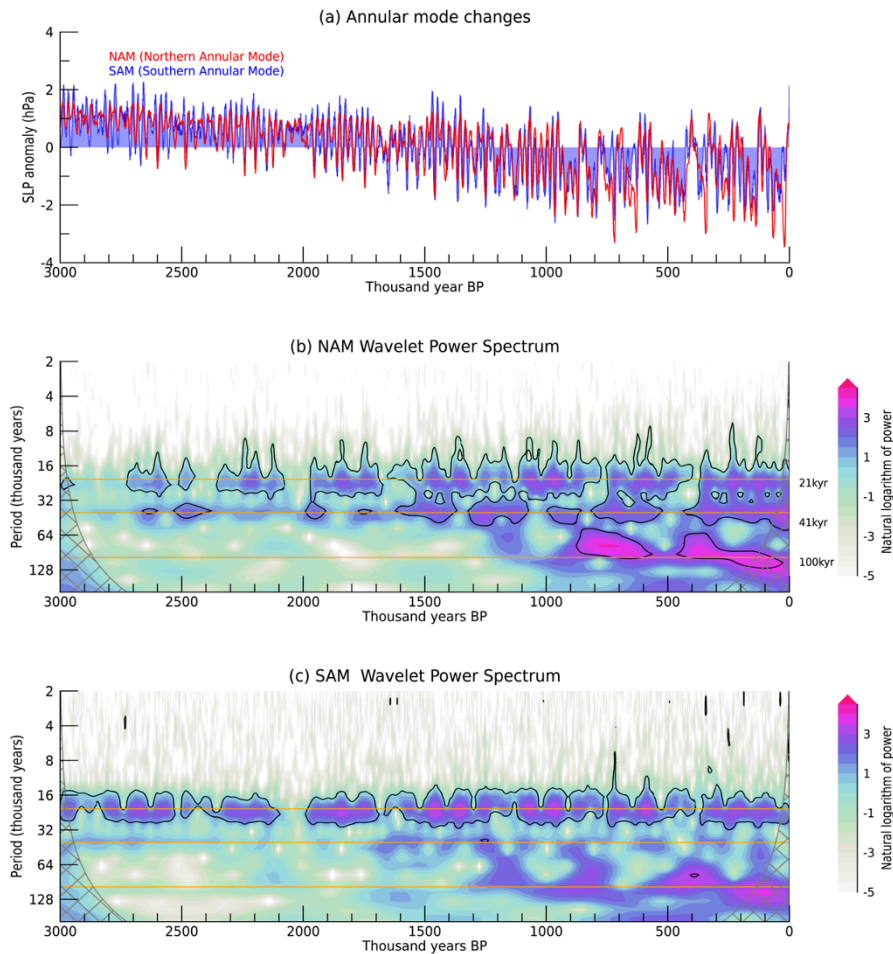 (a) Annular mode changes
4
2
0
-2
-4
SLP anomaly (hPa)
NAM (Northern Annular Mode)
SAM (Southern Annular Mode)
3000 2500 2000 1500 1000 500 0
Thousand year BP
(b) NAM Wavelet Power Spectrum
2
4
8
16
32
64
128
Period (thousand years)
21kyr
41kyr
100kyr
3000 2500 2000 1500 1000 500 0
Thousand years BP
3
1
-1
-3
-5
Natural logarithm of power
(c) SAM Wavelet Power Spectrum
2
4
8
16
32
64
128
Period (thousand years)
3000 2500 2000 1500 1000 500 0
Thousand years BP
3
1
-1
-3
-5
Natural logarithm of power